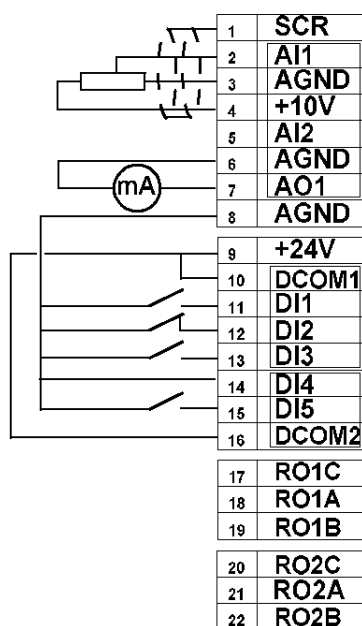 1 SCR
2 AI1
3 AGND
4 +10V
5 AI2
6 AGND
mA
7 AO1
8 AGND
9 +24V
10 DCOM1
11 DI1
12 DI2
13 DI3
14 DI4
15 DI5
16 DCOM2
17 RO1C
18 RO1A
19 RO1B
20 RO2C
21 RO2A
22 RO2B